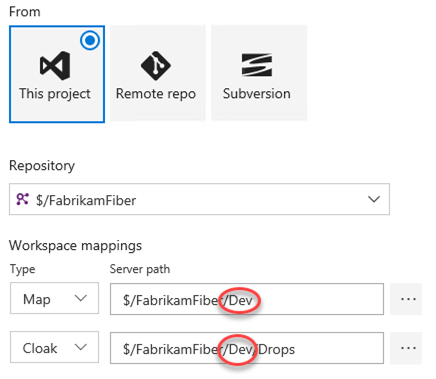 From
This project Remote repo Subversion
Repository
$/FabrikamFiber
Workspace mappings
Type Server path
Map $/FabrikamFiber/Dev ...
Cloak $/FabrikamFiber/Dev/Drops ...